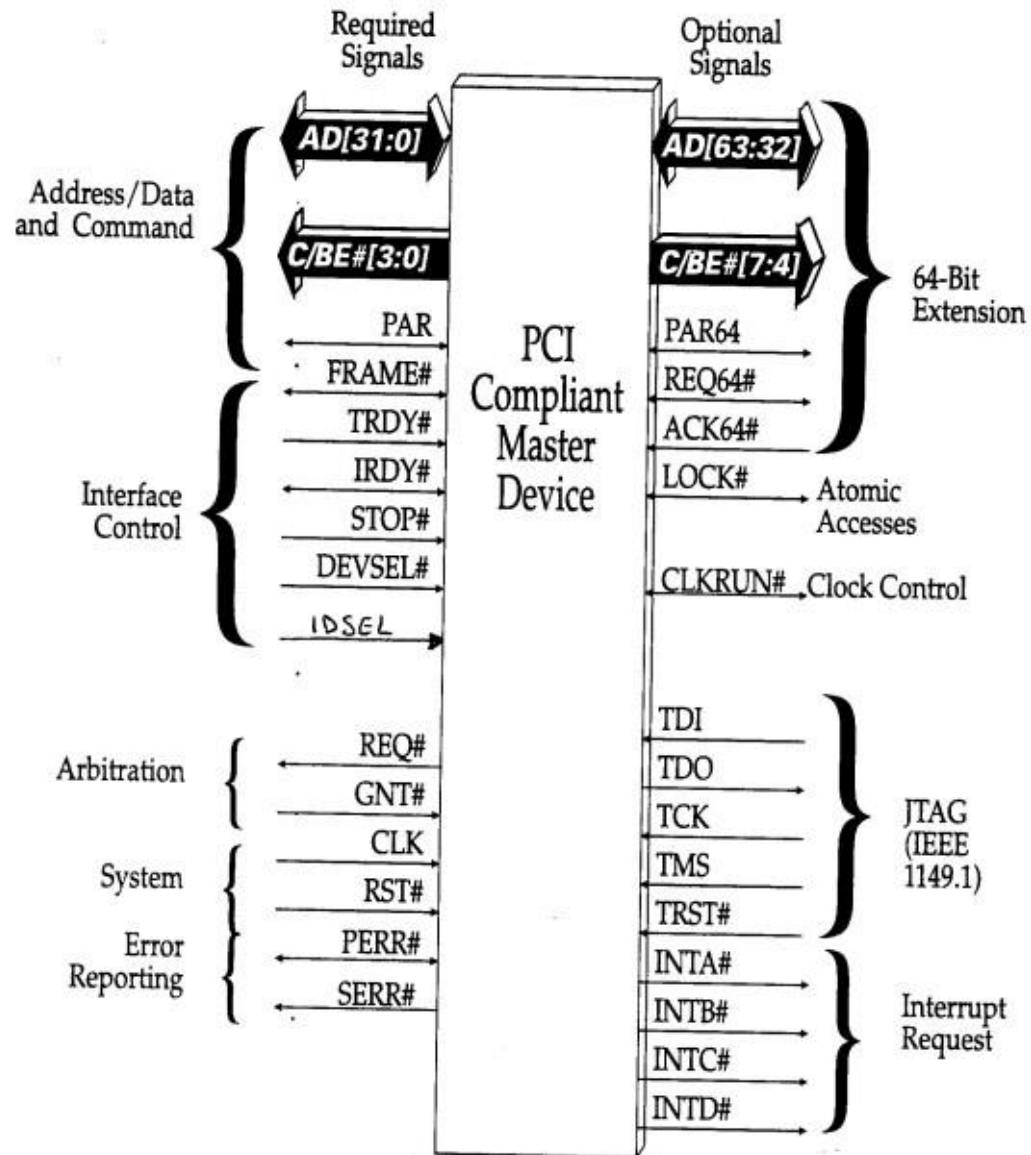 Required
Signals
Optional
Signals
Address/Data
and Command
AD[31:0]
C/BE#[3:0]
PAR
FRAME#
Interface
Control
TRDY#
IRDY#
STOP#
DEVSEL#
IDSEL
Arbitration
REQ#
GNT#
System
CLK
RST#
Error
Reporting
PERR#
SERR#
PCI
Compliant
Master
Device
AD[63:32]
C/BE#[7:4]
PAR64
REQ64#
ACK64#
64-Bit
Extension
LOCK#
Atomic
Accesses
CLKRUN# Clock Control
TDI
TDO
TCK
TMS
TRST#
JTAG
(IEEE
1149.1)
INTA#
INTB#
INTC#
INTD#
Interrupt
Request